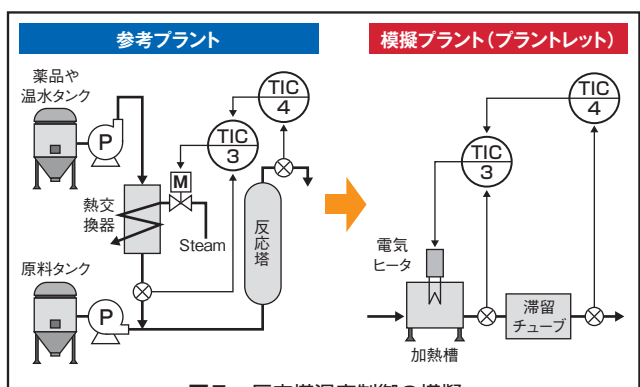 参考プラント
模擬プラント（プラントレット）
薬品や
温水タンク
P
TIC
4
TIC
3
M
熱交
換器
Steam
反応塔
原料タンク
P
TIC
4
TIC
3
電気
ヒータ
滞留
チューブ
加熱槽